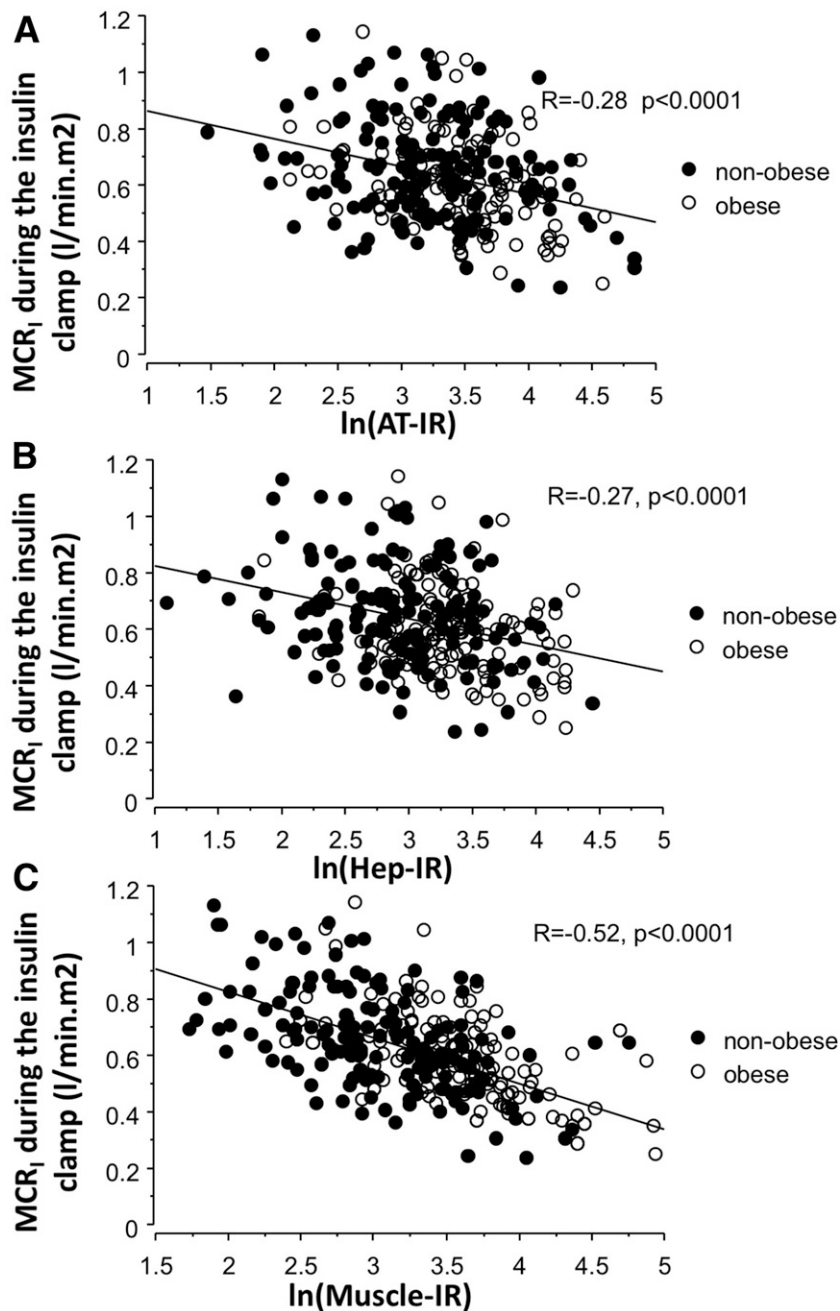 A
MCRI during the insulin
clamp (l/min.m2)
1.2
1
0.8
0.6
0.4
0.2
0
R=-0.28 p<0.0001
non-obese
obese
1 1.5 2 2.5 3 3.5 4 4.5 5
ln(AT-IR)
B
MCRI during the insulin
clamp (l/min.m2)
1.2
1
0.8
0.6
0.4
0.2
0
R=-0.27, p<0.0001
non-obese
obese
1 1.5 2 2.5 3 3.5 4 4.5 5
ln(Hep-IR)
C
MCRI during the insulin
clamp (l/min.m2)
1.2
1
0.8
0.6
0.4
0.2
0
R=-0.52, p<0.0001
non-obese
obese
1.5 2 2.5 3 3.5 4 4.5 5
ln(Muscle-IR)